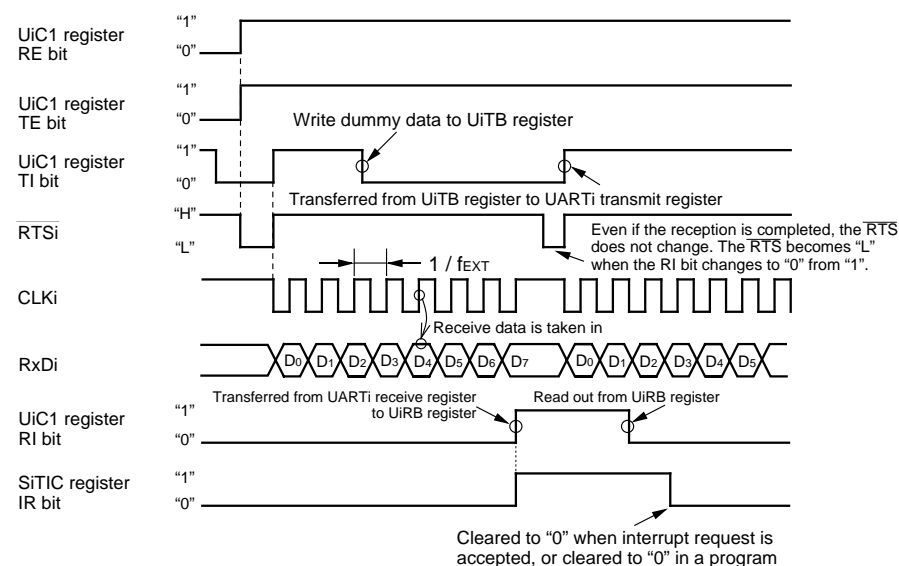 UiC1 register
RE bit
“1”
“0”
UiC1 register
TE bit
“1”
“0”
Write dummy data to UiTB register
UiC1 register
TI bit
“1”
“0”
Transferred from UiTB register to UARTi transmit register
RTSi
“H”
“L”
Even if the reception is completed, the RTS
does not change. The RTS becomes “L”
when the RI bit changes to “0” from “1”.
1 / fEXT
CLKi
Receive data is taken in
RxDi
D0 D1 D2 D3 D4 D5 D6 D7 D0 D1 D2 D3 D4 D5
Transferred from UARTi receive register
to UiRB register
Read out from UiRB register
UiC1 register
RI bit
“1”
“0”
SiTIC register
IR bit
“1”
“0”
Cleared to “0” when interrupt request is
accepted, or cleared to “0” in a program